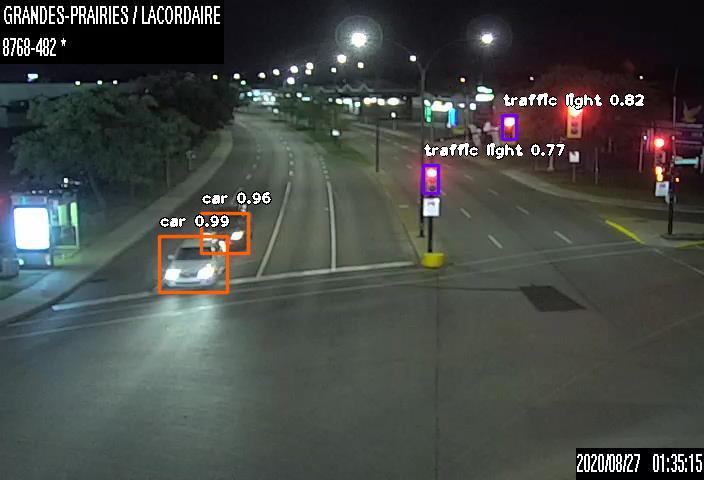 GRANDES-PRAIRIES / LACORDAIRE
8768-482 *
traffic light 0.82
traffic light 0.77
car 0.96
car 0.99
2020/08/27 01:35:15